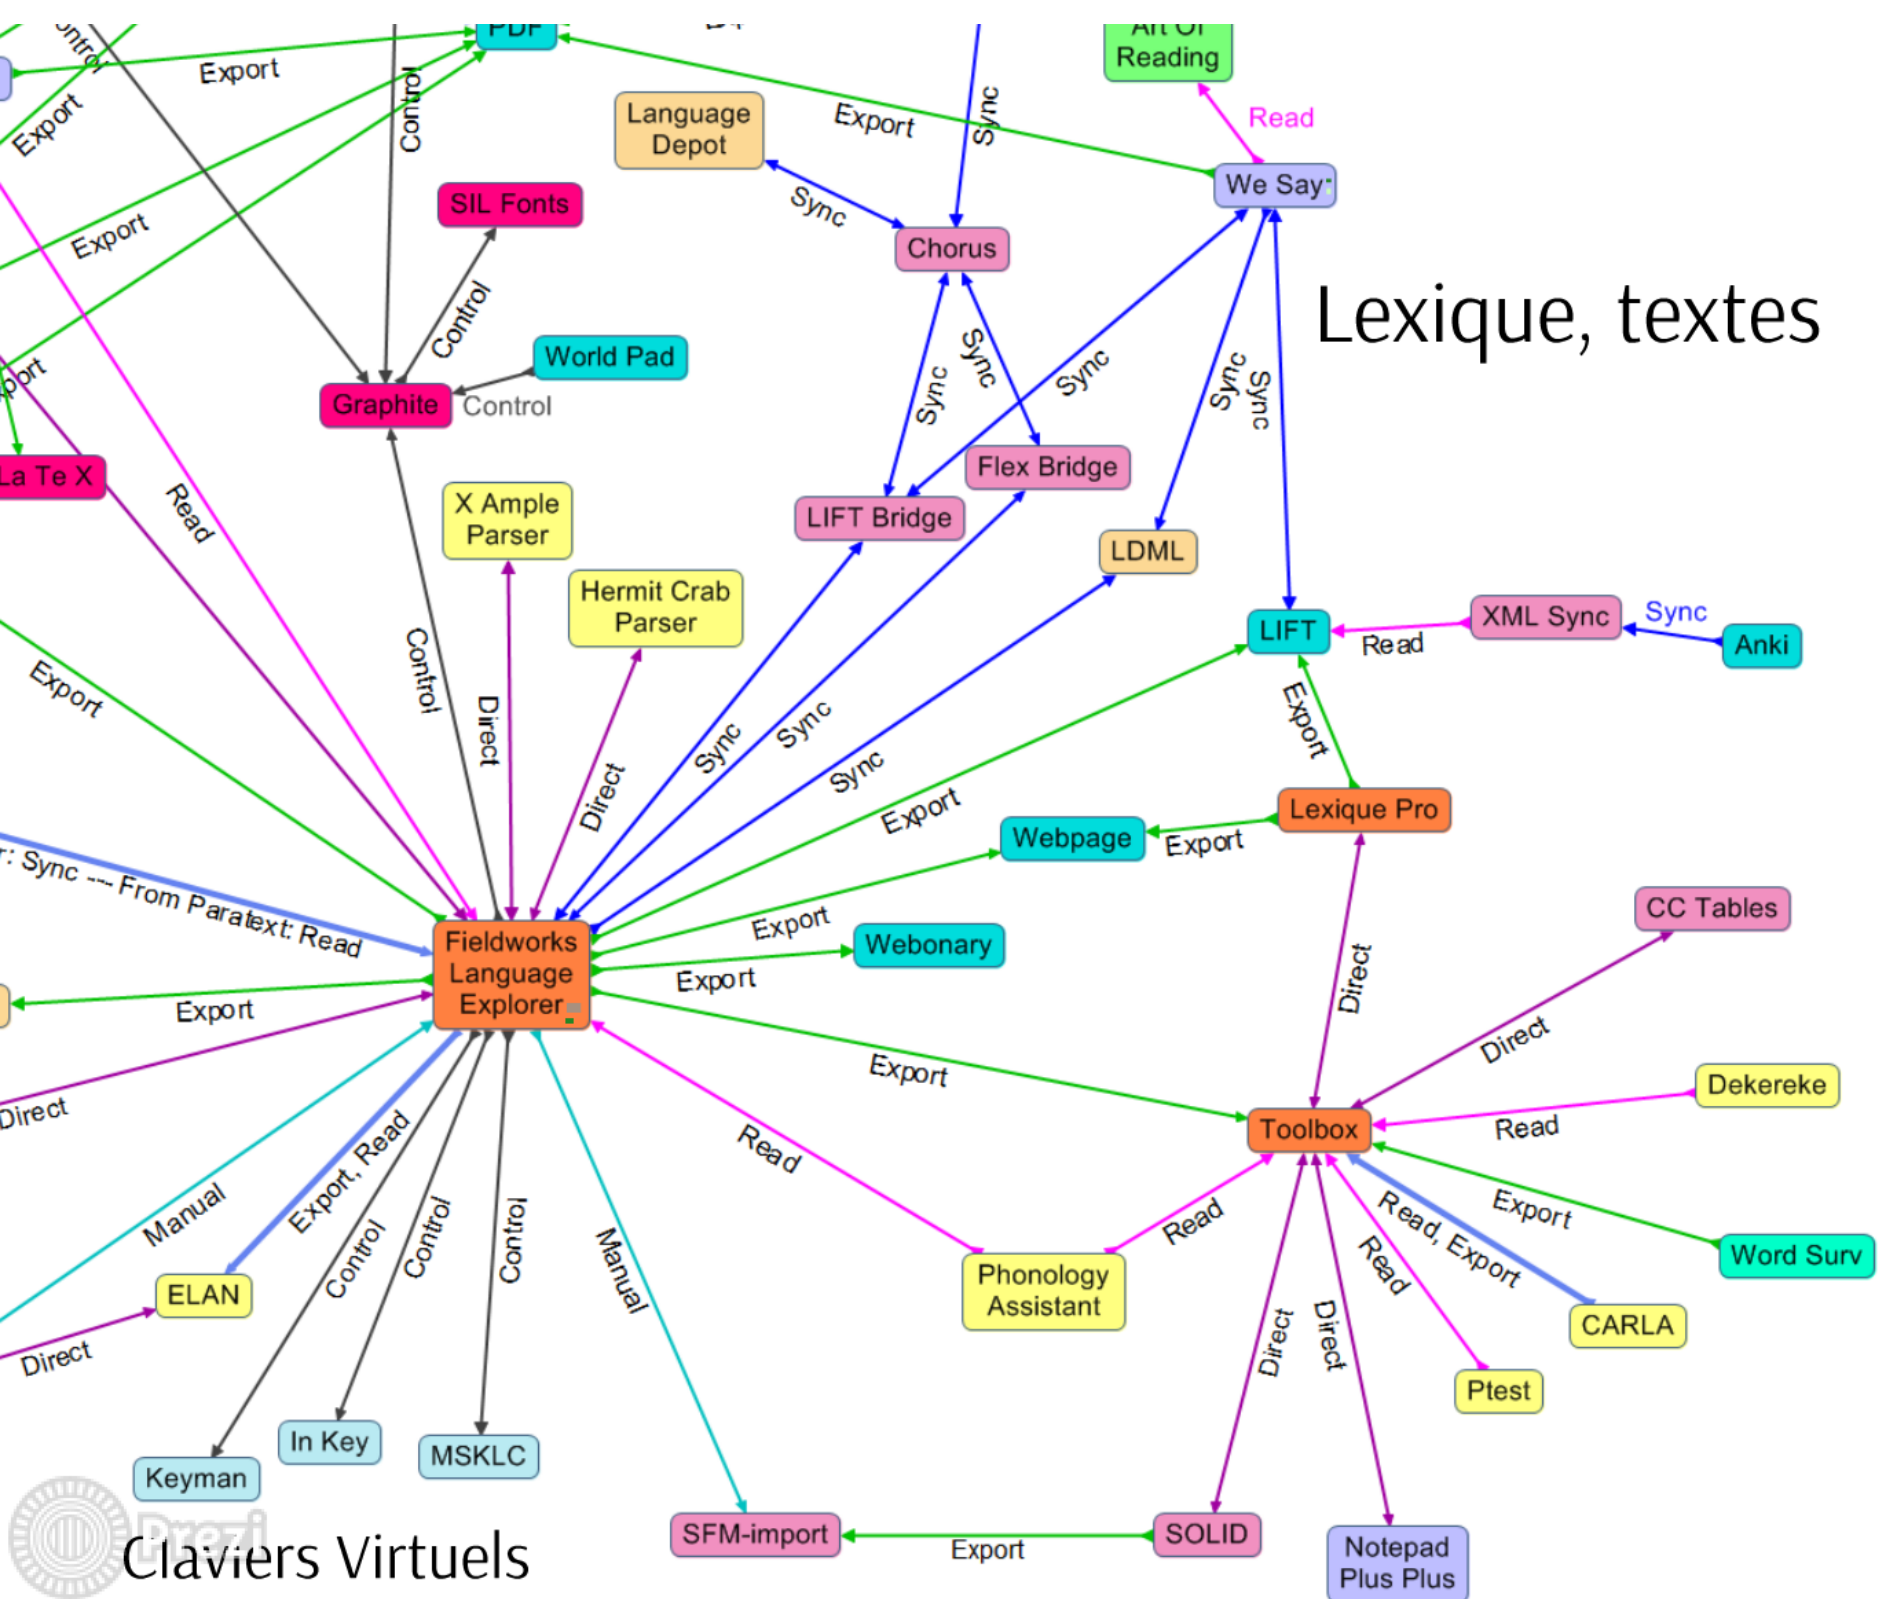 PDF
Art Of
Reading
Control
Export
Control
Export
Language
Depot
Export
Sync
Read
We Say
SIL Fonts
Sync
Chorus
Export
Control
Lexique, textes
World Pad
Graphite
Control
Sync
Sync
Sync
Sync
Sync
La Te X
Read
X Ample
Parser
Flex Bridge
LIFT Bridge
LDML
Hermit Crab
Parser
LIFT
Read
XML Sync
Sync
Anki
Export
Control
Direct
Sync
Sync
Sync
Export
Export
Direct
Lexique Pro
Webpage
Export
r: Sync --- From Paratext: Read
Fieldworks
Language
Explorer
Export
Webonary
Export
CC Tables
Direct
Export
Direct
Export
Direct
Dekereke
Toolbox
Read
Read
Export, Read
Manual
Control
Control
Control
Manual
Read
Read, Export
Export
Word Surv
Read
ELAN
Phonology
Assistant
CARLA
Direct
Direct
Direct
Ptest
In Key
MSKLC
Keyman
Prezi
Claviers Virtuels
SFM-import
Export
SOLID
Notepad
Plus Plus